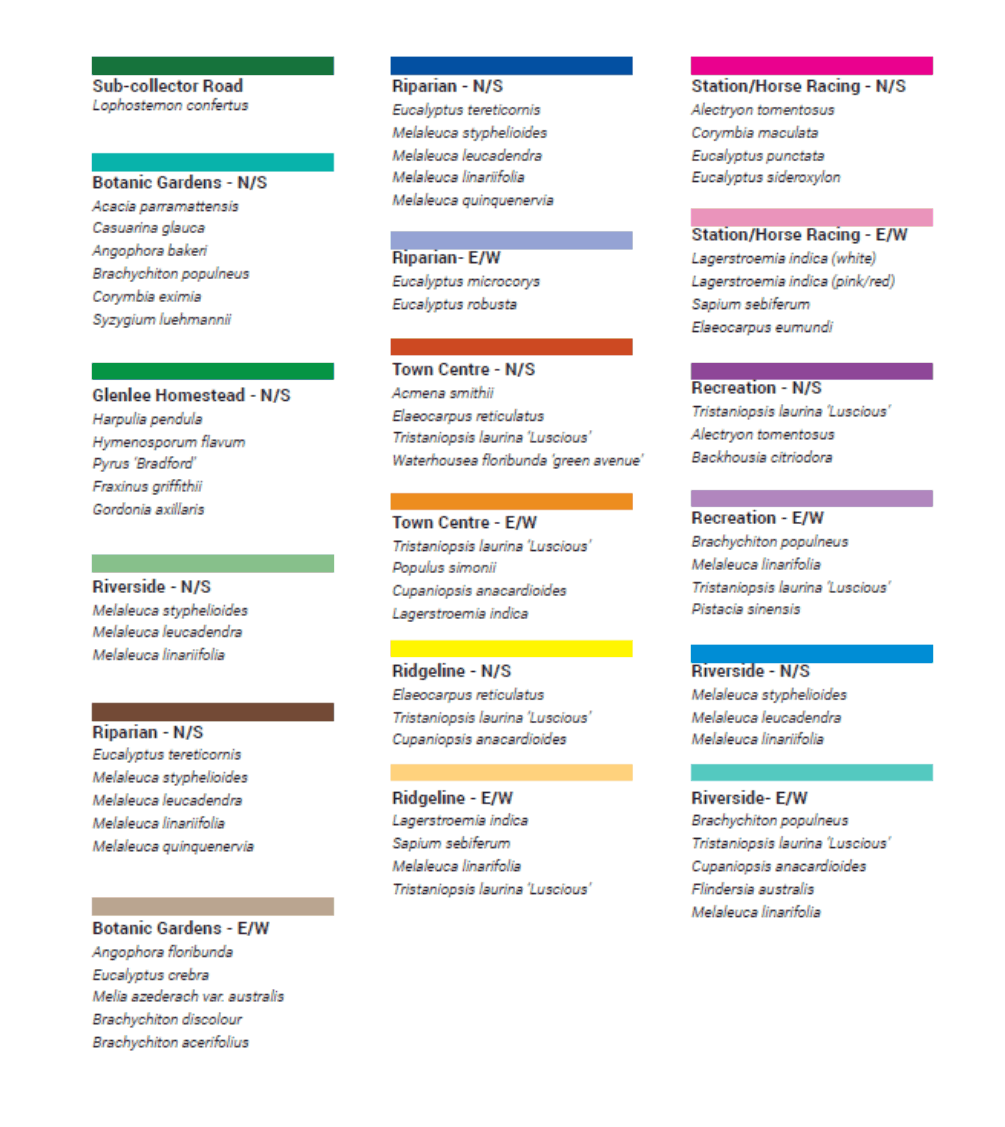 Sub-collector Road
Lophostemon confertus
Botanic Gardens - N/S
Acacia parramattensis
Casuarina glauca
Angophora bakeri
Brachychiton populneus
Corymbia eximia
Syzygium luehmannii
Glenlee Homestead - N/S
Harpulia pendula
Hymenosporum flavum
Pyrus 'Bradford'
Fraxinus griffithii
Gordonia axillaris
Riverside - N/S
Melaleuca styphelioides
Melaleuca leucadendra
Melaleuca linariifolia
Riparian - N/S
Eucalyptus tereticornis
Melaleuca styphelioides
Melaleuca leucadendra
Melaleuca linariifolia
Melaleuca quinquenervia
Botanic Gardens - E/W
Angophora floribunda
Eucalyptus crebra
Melia azederach var. australis
Brachychiton discolour
Brachychiton acerifolius
Riparian - N/S
Eucalyptus tereticornis
Melaleuca styphelioides
Melaleuca leucadendra
Melaleuca linariifolia
Melaleuca quinquenervia
Riparian- E/W
Eucalyptus microcorys
Eucalyptus robusta
Town Centre - N/S
Acmena smithii
Elaeocarpus reticulatus
Tristaniopsis laurina 'Luscious'
Waterhousea floribunda 'green avenue'
Town Centre - E/W
Tristaniopsis laurina 'Luscious'
Populus simonii
Cupaniopsis anacardioides
Lagerstroemia indica
Ridgeline - N/S
Elaeocarpus reticulatus
Tristaniopsis laurina 'Luscious'
Cupaniopsis anacardioides
Ridgeline - E/W
Lagerstroemia indica
Sapium sebiferum
Melaleuca linarifolia
Tristaniopsis laurina 'Luscious'
Station/Horse Racing - N/S
Alectryon tomentosus
Corymbia maculata
Eucalyptus punctata
Eucalyptus sideroxylon
Station/Horse Racing - E/W
Lagerstroemia indica (white)
Lagerstroemia indica (pink/red)
Sapium sebiferum
Elaeocarpus eumundi
Recreation - N/S
Tristaniopsis laurina 'Luscious'
Alectryon tomentosus
Backhousia citriodora
Recreation - E/W
Brachychiton populneus
Melaleuca linarifolia
Tristaniopsis laurina 'Luscious'
Pistacia sinensis
Riverside - N/S
Melaleuca styphelioides
Melaleuca leucadendra
Melaleuca linariifolia
Riverside- E/W
Brachychiton populneus
Tristaniopsis laurina 'Luscious'
Cupaniopsis anacardioides
Flindersia australis
Melaleuca linarifolia